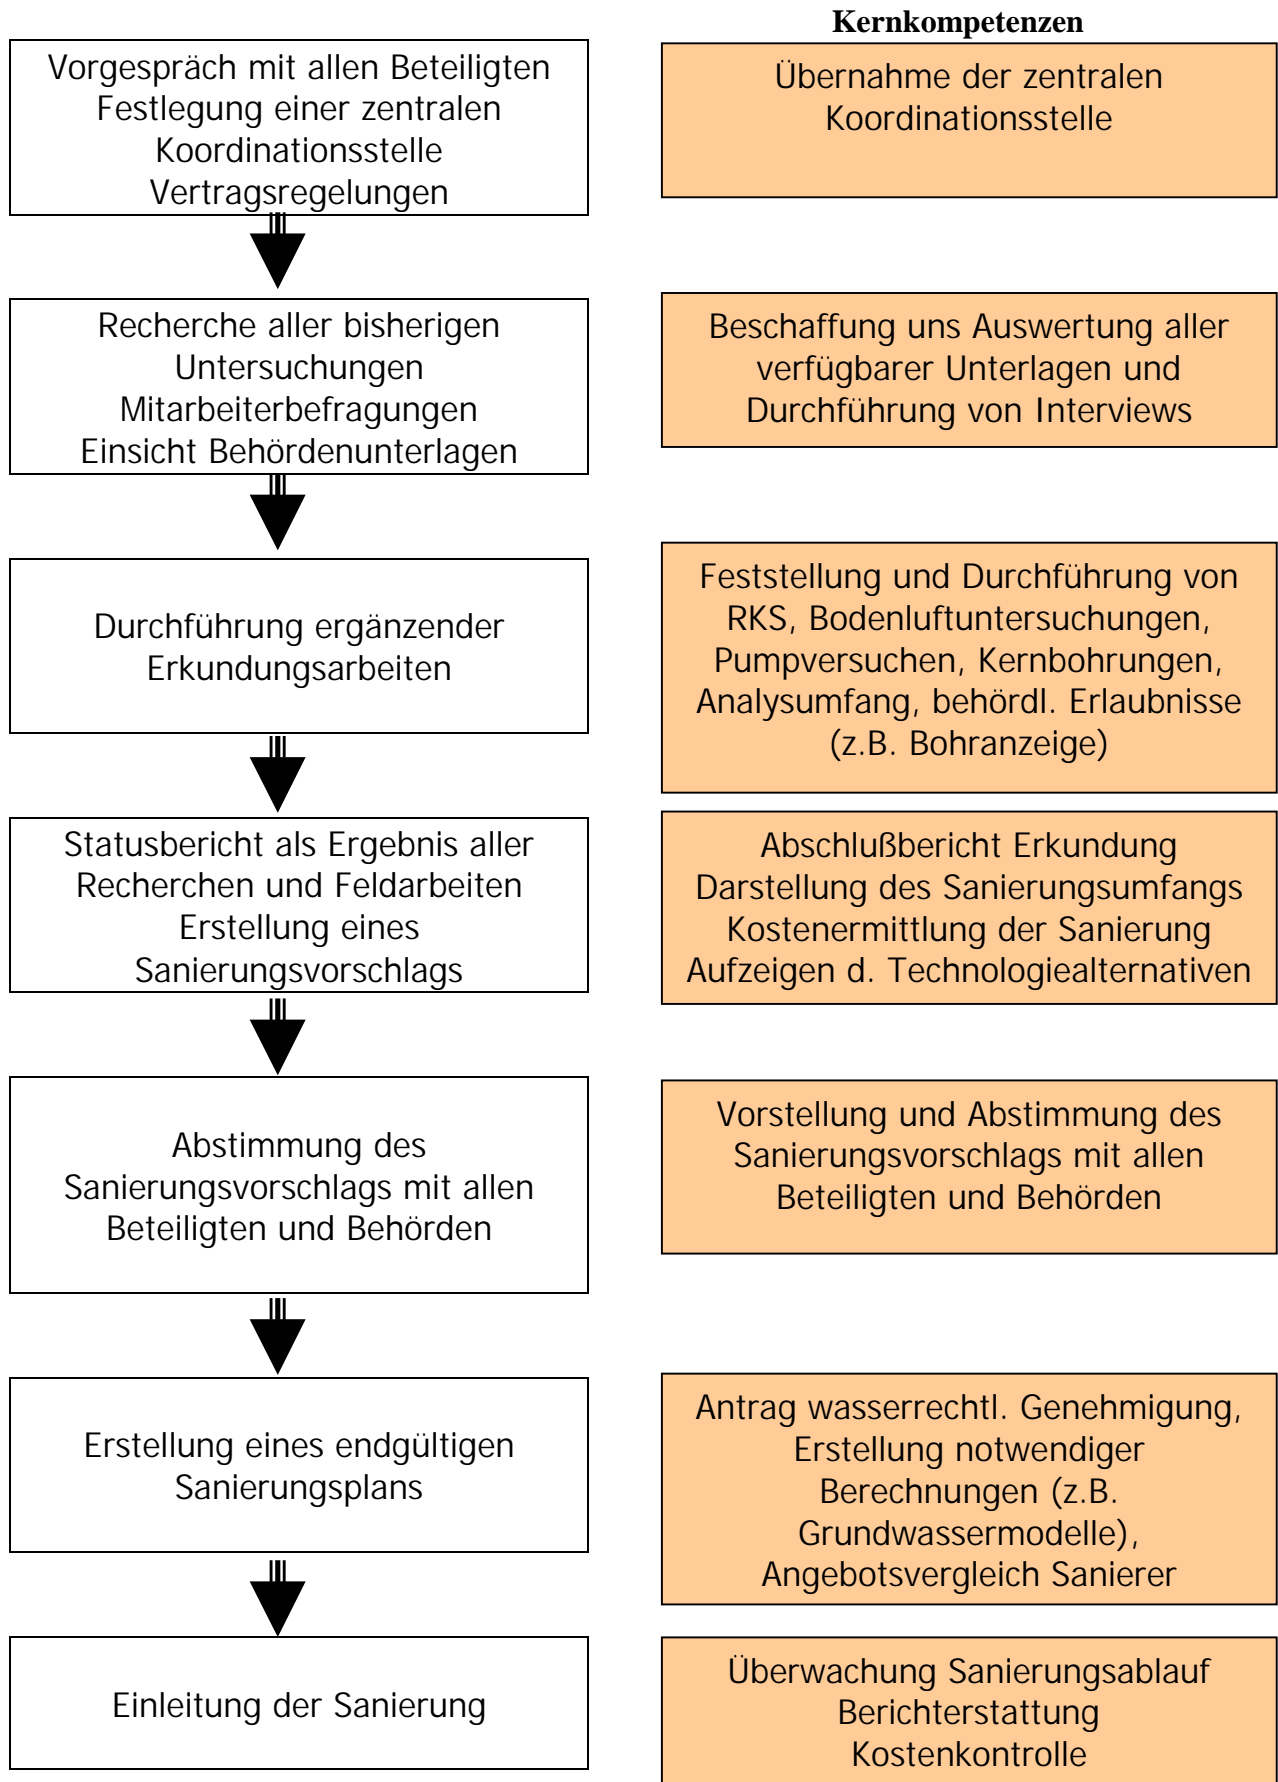 Kernkompetenzen
Vorgespräch mit allen Beteiligten
Festlegung einer zentralen
Koordinationsstelle
Vertragsregelungen
Übernahme der zentralen
Koordinationsstelle
Recherche aller bisherigen
Untersuchungen
Mitarbeiterbefragungen
Einsicht Behördenunterlagen
Beschaffung uns Auswertung aller
verfügbarer Unterlagen und
Durchführung von Interviews
Durchführung ergänzender
Erkundungsarbeiten
Feststellung und Durchführung von
RKS, Bodenluftuntersuchungen,
Pumpversuchen, Kernbohrungen,
Analysumfang, behördl. Erlaubnisse
(z.B. Bohranzeige)
Statusbericht als Ergebnis aller
Recherchen und Feldarbeiten
Erstellung eines
Sanierungsvorschlags
Abschlußbericht Erkundung
Darstellung des Sanierungsumfangs
Kostenermittlung der Sanierung
Aufzeigen d. Technologiealternativen
Abstimmung des
Sanierungsvorschlags mit allen
Beteiligten und Behörden
Vorstellung und Abstimmung des
Sanierungsvorschlags mit allen
Beteiligten und Behörden
Erstellung eines endgültigen
Sanierungsplans
Antrag wasserrechtl. Genehmigung,
Erstellung notwendiger
Berechnungen (z.B.
Grundwassermodelle),
Angebotsvergleich Sanierer
Einleitung der Sanierung
Überwachung Sanierungsablauf
Berichterstattung
Kostenkontrolle